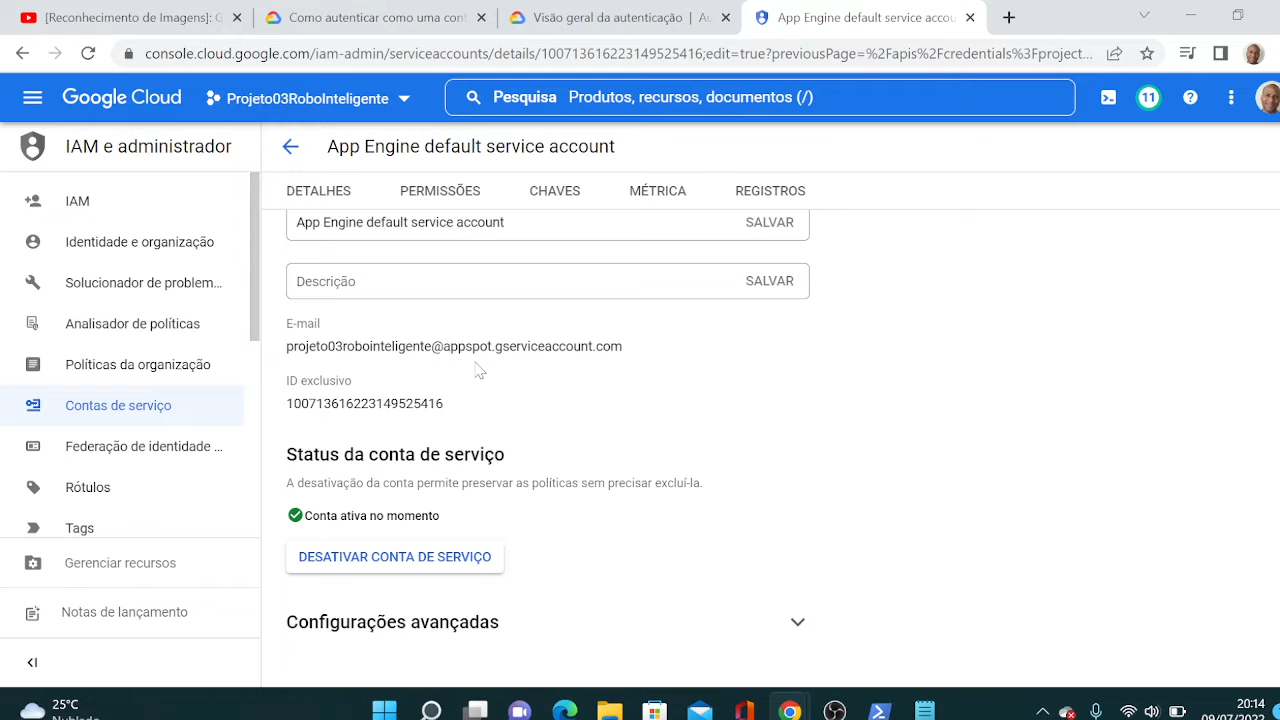 [Reconhecimento de Imagens]: G
Como autenticar como uma cont
Visão geral da autenticação | Au
App Engine default service accou
console.cloud.google.com/iam-admin/serviceaccounts/details/100713616223149525416;edit=true?previousPage=%2Fapis%2Fcredentials%3Fproject...
Google Cloud
Projeto03RoboInteligente
Pesquisa Produtos, recursos, documentos (/)
11
IAM e administrador
App Engine default service account
DETALHES
PERMISSÕES
CHAVES
MÉTRICA
REGISTROS
IAM
Identidade e organização
Solucionador de problem...
Analisador de políticas
Políticas da organização
Contas de serviço
Federação de identidade ...
Rótulos
Tags
Gerenciar recursos
Notas de lançamento
App Engine default service account
SALVAR
Descrição
SALVAR
E-mail
projeto03robointeligente@appspot.gserviceaccount.com
ID exclusivo
100713616223149525416
Status da conta de serviço
A desativação da conta permite preservar as políticas sem precisar excluí-la.
Conta ativa no momento
DESATIVAR CONTA DE SERVIÇO
Configurações avançadas
25°C
Nublado
20:14